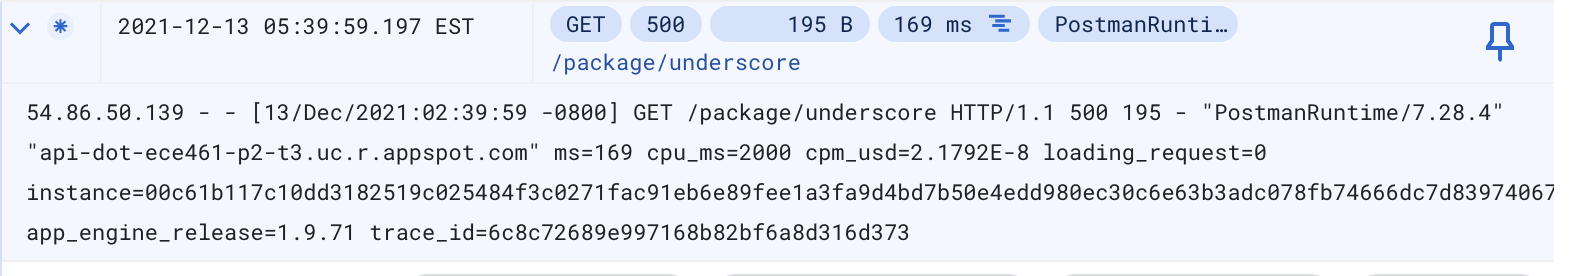 2021-12-13 05:39:59.197 EST GET 500 195 B 169 ms PostmanRunti…
/package/underscore
54.86.50.139 - - [13/Dec/2021:02:39:59 -0800] GET /package/underscore HTTP/1.1 500 195 - "PostmanRuntime/7.28.4"
"api-dot-ece461-p2-t3.uc.r.appspot.com" ms=169 cpu_ms=2000 cpm_usd=2.1792E-8 loading_request=0
instance=00c61b117c10dd3182519c025484f3c0271fac91eb6e89fee1a3fa9d4bd7b50e4edd980ec30c6e63b3adc078fb74666dc7d83974067
app_engine_release=1.9.71 trace_id=6c8c72689e997168b82bf6a8d316d373